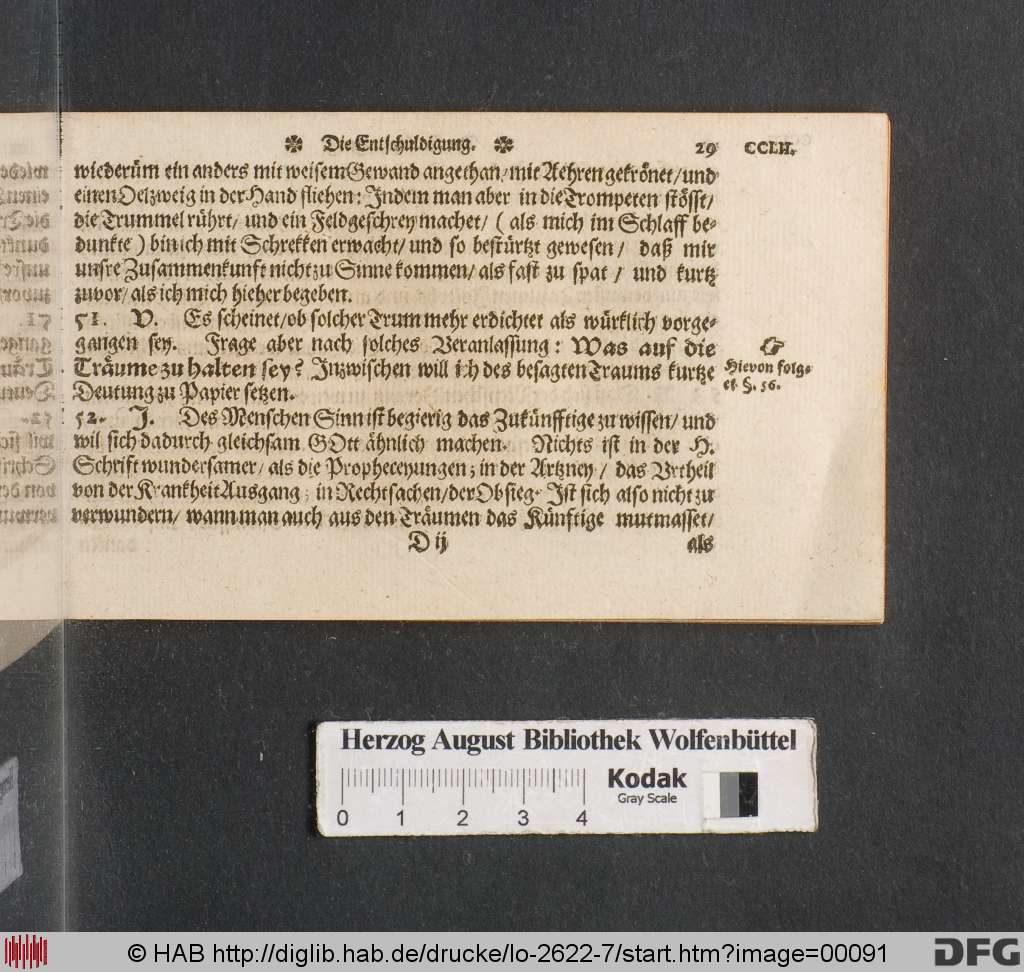 Die Entschuldigung. 29 CCLII.
wiederüm ein anders mit weisem Gewand angethan/ mit Aehren gekrönet/ und
einen Oelzweig in der Hand fliehen: Indem man aber in die Trompeten stösst/
die Trummel rührt/ und ein Feldgeschrey machet/ ( als mich im Schlaff be-
dunkte ) bin ich mit Schrekken erwacht/ und so bestürtzt gewesen / daß mir
unsre Zusammenkunft nicht zu Sinne kommen/ als fast zu spat / und kurtz
zuvor/ als ich mich hieher begeben.
51. V. Es scheinet/ ob solcher Traum mehr erdichtet als würklich vorge-
gangen sey. Frage aber nach solches Veranlassung: Was auf die
Träume zu halten sey? Inzwischen will ich des besagten Traums kurtze
Deutung zu Papier setzen.
Hievon folg-
et §. 56.
52. J. Des Menschen Sinn ist begierig das Zukünfftige zu wissen/ und
wil sich dadurch gleichsam GOtt ähnlich machen. Nichts ist in der H.
Schrift wundersamer/ als die Propheceyungen; in der Artzney / das Urtheil
von der Krankheit Ausgang; in Rechtsachen/ der Obsieg. Ist sich also nicht zu
verwundern/ wann man auch aus den Träumen das Künftige mutmasset/
D ij als
Herzog August Bibliothek Wolfenbüttel
Kodak
Gray Scale
0 1 2 3 4
© HAB http://diglib.hab.de/drucke/lo-2622-7/start.htm?image=00091
DFG